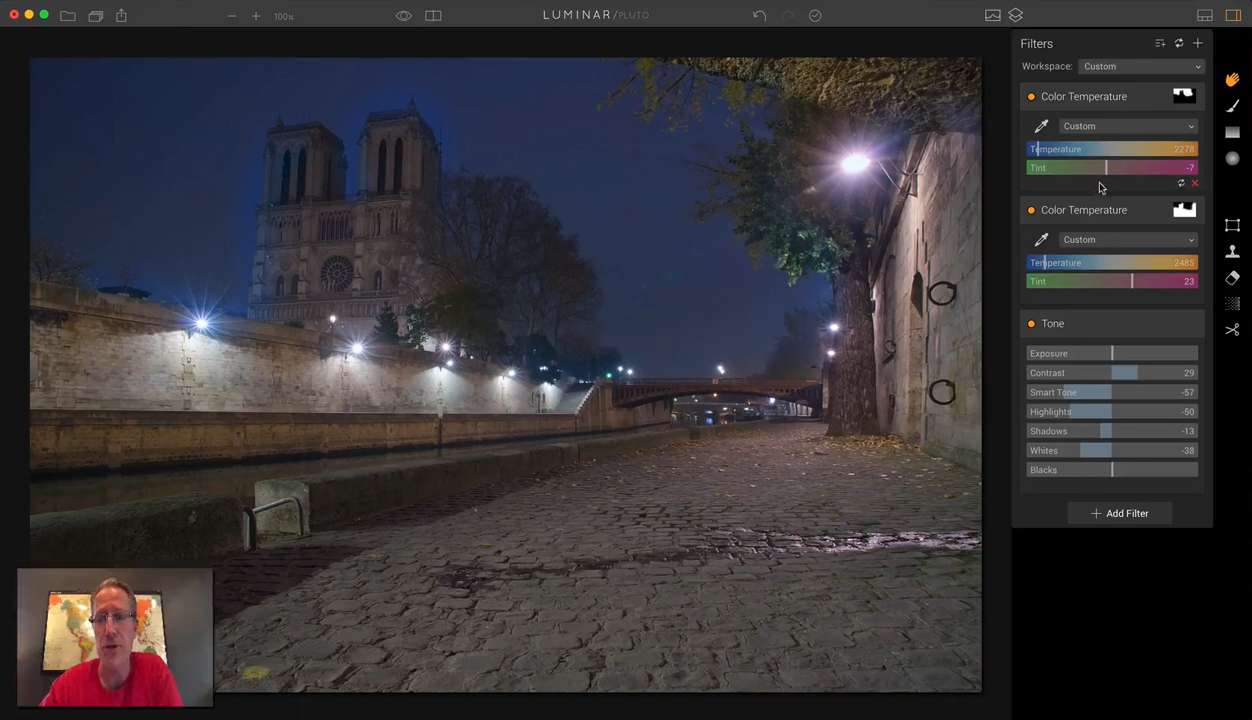 100%
LUMINAR/PLUTO
Filters
Workspace: Custom
Color Temperature
Custom
Temperature 2278
Tint -7
Color Temperature
Custom
Temperature 2485
Tint 23
Tone
Exposure
Contrast 29
Smart Tone -57
Highlights -50
Shadows -13
Whites -38
Blacks
Add Filter